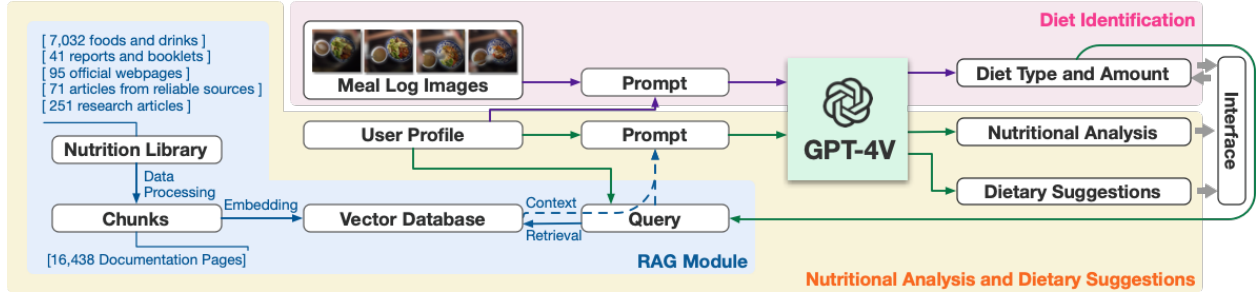 Diet Identification
[ 7,032 foods and drinks ]
[ 41 reports and booklets ]
[ 95 official webpages ]
[ 71 articles from reliable sources ]
[ 251 research articles ]
Meal Log Images
Prompt
Diet Type and Amount
User Profile
Prompt
GPT-4V
Nutritional Analysis
Interface
Nutrition Library
Data
Processing
Dietary Suggestions
Chunks
Embedding
Vector Database
Context
Retrieval
Query
[16,438 Documentation Pages]
RAG Module
Nutritional Analysis and Dietary Suggestions